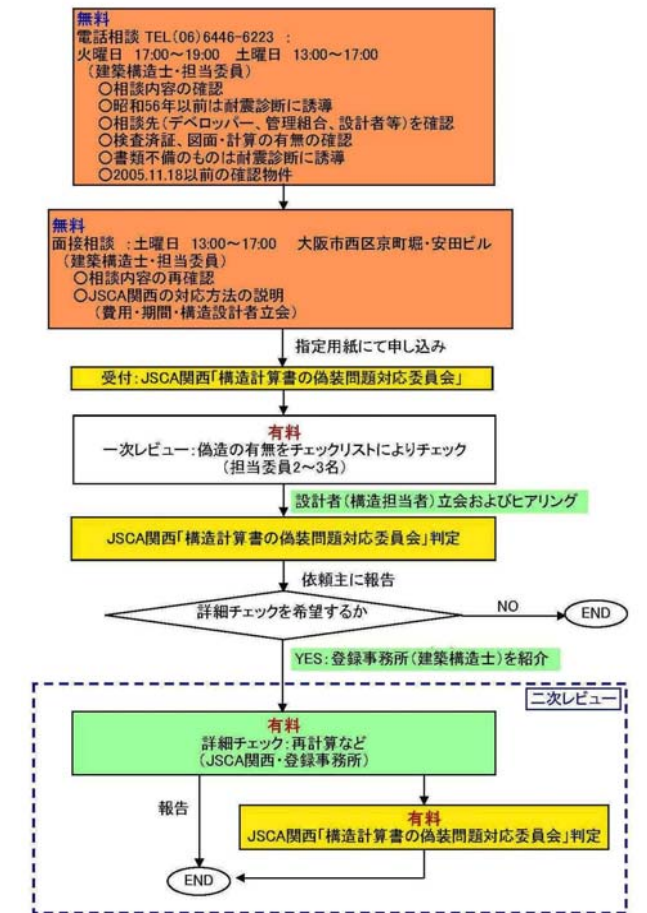 無料
電話相談 TEL(06)6446-6223 :
火曜日 17:00～19:00 土曜日 13:00～17:00
(建築構造士・担当委員)
○相談内容の確認
○昭和56年以前は耐震診断に誘導
○相談先(デベロッパー、管理組合、設計者等)を確認
○検査済証、図面・計算の有無の確認
○書類不備のものは耐震診断に誘導
○2005.11.18以前の確認物件
無料
面接相談 :土曜日 13:00～17:00 大阪市西区京町堀・安田ビル
(建築構造士・担当委員)
○相談内容の再確認
○JSCA関西の対応方法の説明
(費用・期間・構造設計者立会)
指定用紙にて申し込み
受付:JSCA関西「構造計算書の偽装問題対応委員会」
有料
一次レビュー:偽造の有無をチェックリストによりチェック
(担当委員2～3名)
設計者(構造担当者)立会およびヒアリング
JSCA関西「構造計算書の偽装問題対応委員会」判定
依頼主に報告
詳細チェックを希望するか
NO
END
YES:登録事務所(建築構造士)を紹介
二次レビュー
有料
詳細チェック:再計算など
(JSCA関西・登録事務所)
報告
有料
JSCA関西「構造計算書の偽装問題対応委員会」判定
END